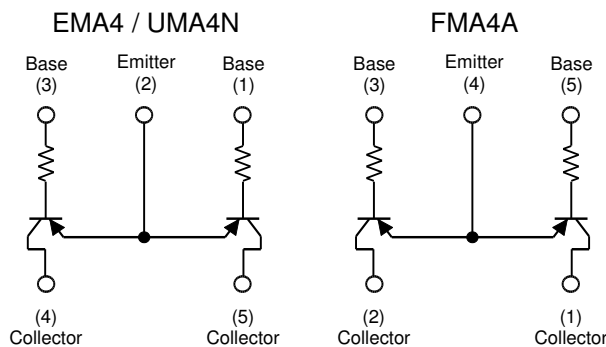 EMA4 / UMA4N
Base Emitter Base
(3) (2) (1)
(4) (5)
Collector Collector
FMA4A
Base Emitter Base
(3) (4) (5)
(2) (1)
Collector Collector